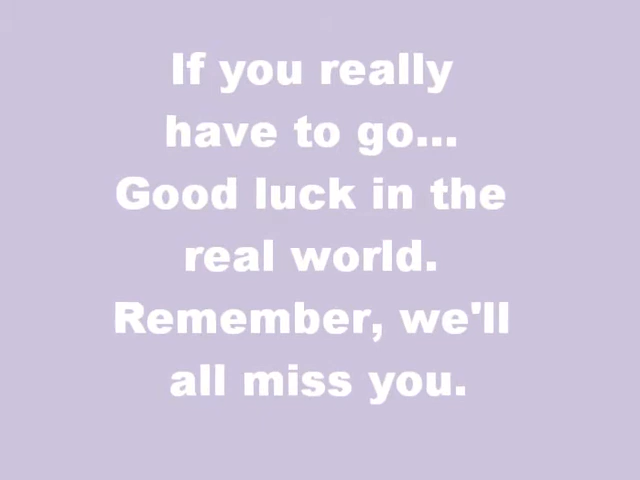 If you really
have to go...
Good luck in the
real world.
Remember, we'll
all miss you.